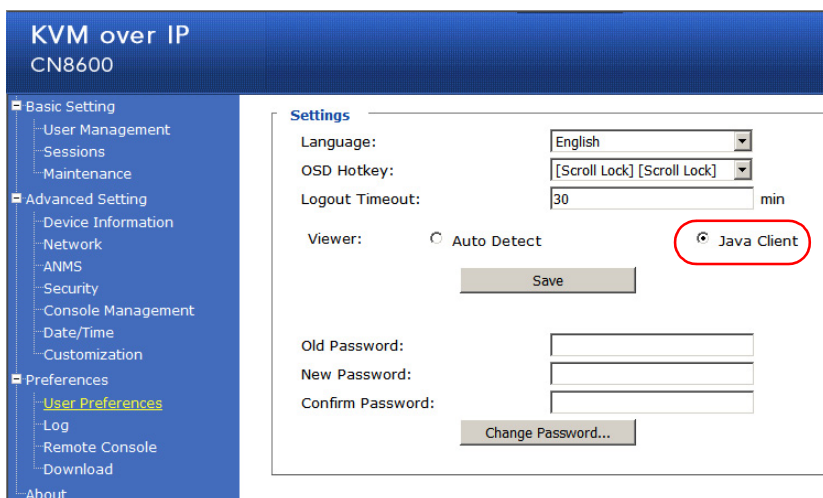 KVM over IP
CN8600
Basic Setting
User Management
Sessions
Maintenance
Advanced Setting
Device Information
Network
ANMS
Security
Console Management
Date/Time
Customization
Preferences
User Preferences
Log
Remote Console
Download
About
Settings
Language: English
OSD Hotkey: [Scroll Lock] [Scroll Lock]
Logout Timeout: 30 min
Viewer: Auto Detect Java Client
Save
Old Password:
New Password:
Confirm Password:
Change Password...